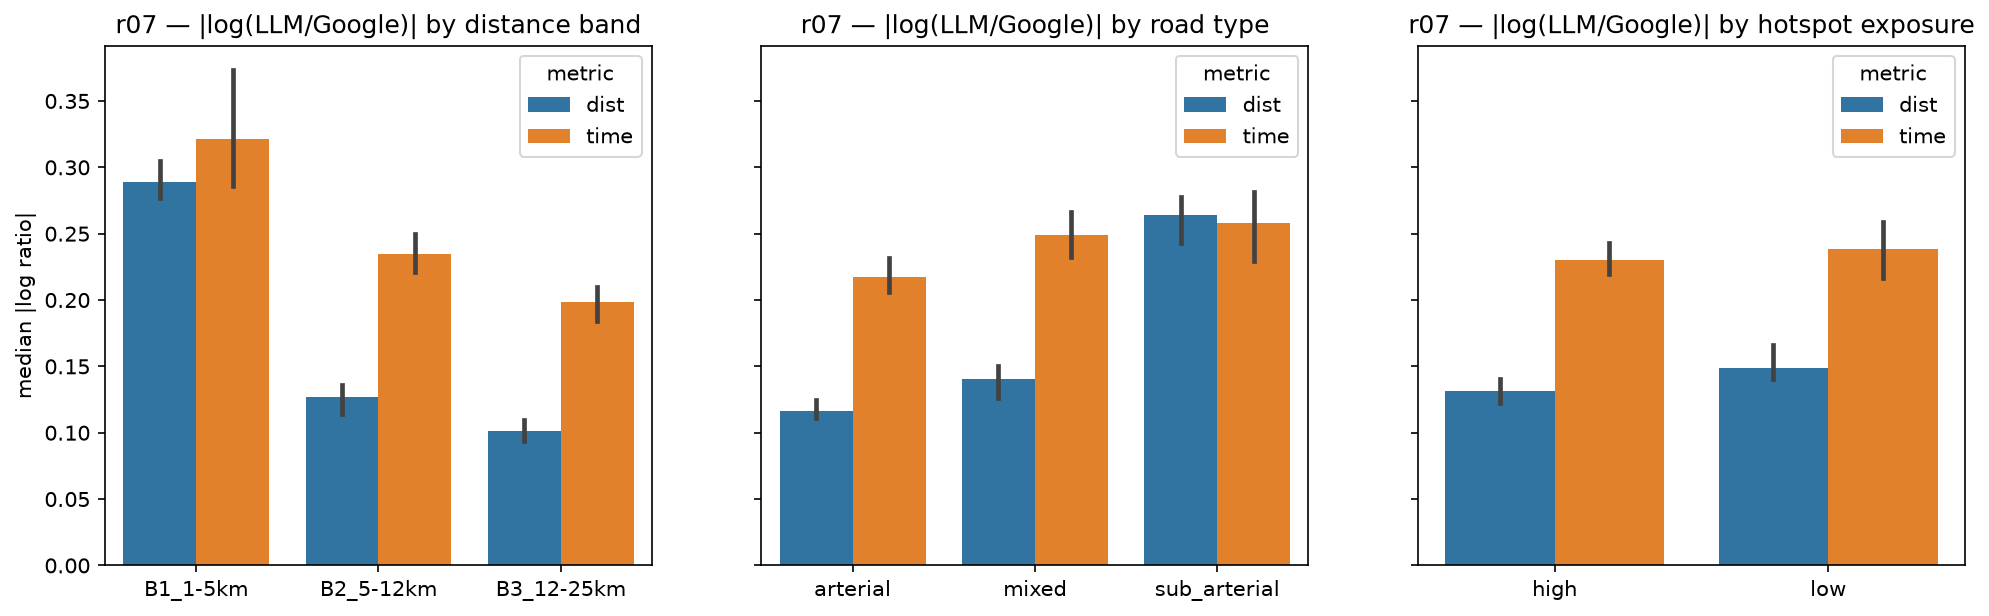 r07 — |log(LLM/Google)| by distance band
r07 — |log(LLM/Google)| by road type
r07 — |log(LLM/Google)| by hotspot exposure
median |log ratio|
0.35
0.30
0.25
0.20
0.15
0.10
0.05
0.00
metric
dist
time
B1_1-5km
B2_5-12km
B3_12-25km
metric
dist
time
arterial
mixed
sub_arterial
metric
dist
time
high
low